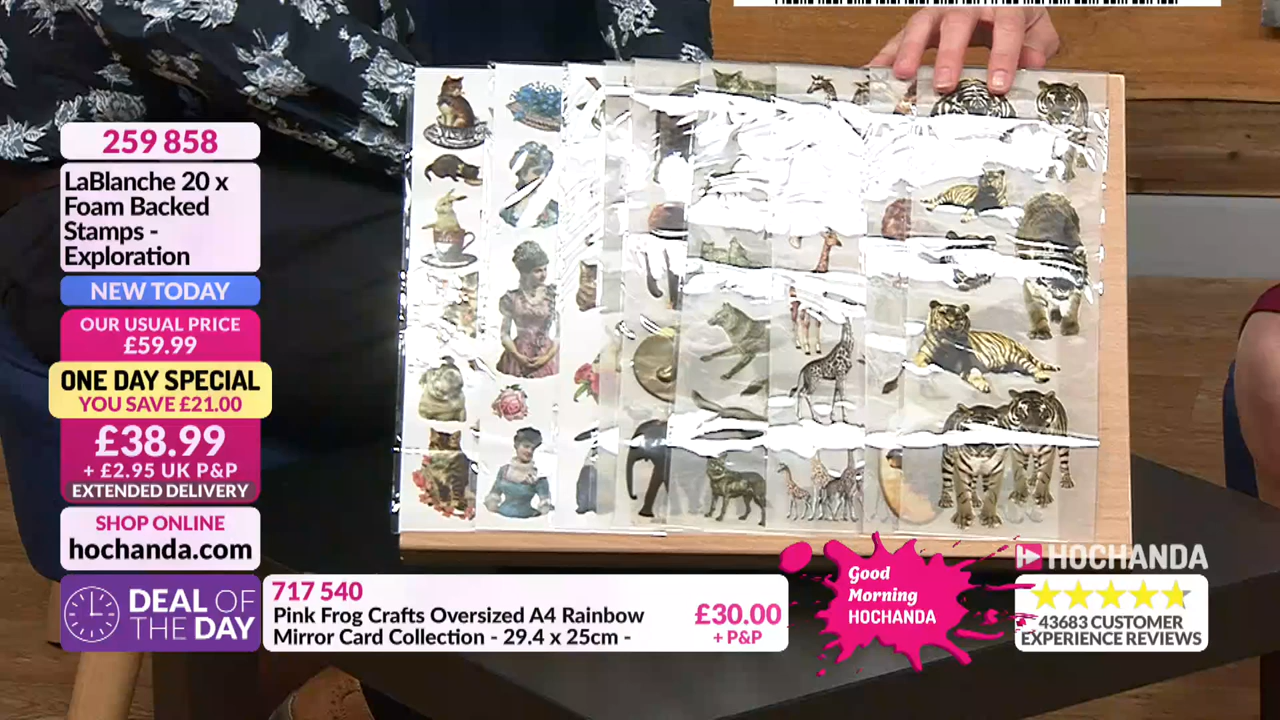 259 858
LaBlanche 20 x
Foam Backed
Stamps -
Exploration
NEW TODAY
OUR USUAL PRICE
£59.99
ONE DAY SPECIAL
YOU SAVE £21.00
£38.99
+ £2.95 UK P&P
EXTENDED DELIVERY
SHOP ONLINE
hochanda.com
DEAL OF
THE DAY
717 540
Pink Frog Crafts Oversized A4 Rainbow
Mirror Card Collection - 29.4 x 25cm -
£30.00
+ P&P
Good
Morning
HOCHANDA
HOCHANDA
43683 CUSTOMER
EXPERIENCE REVIEWS